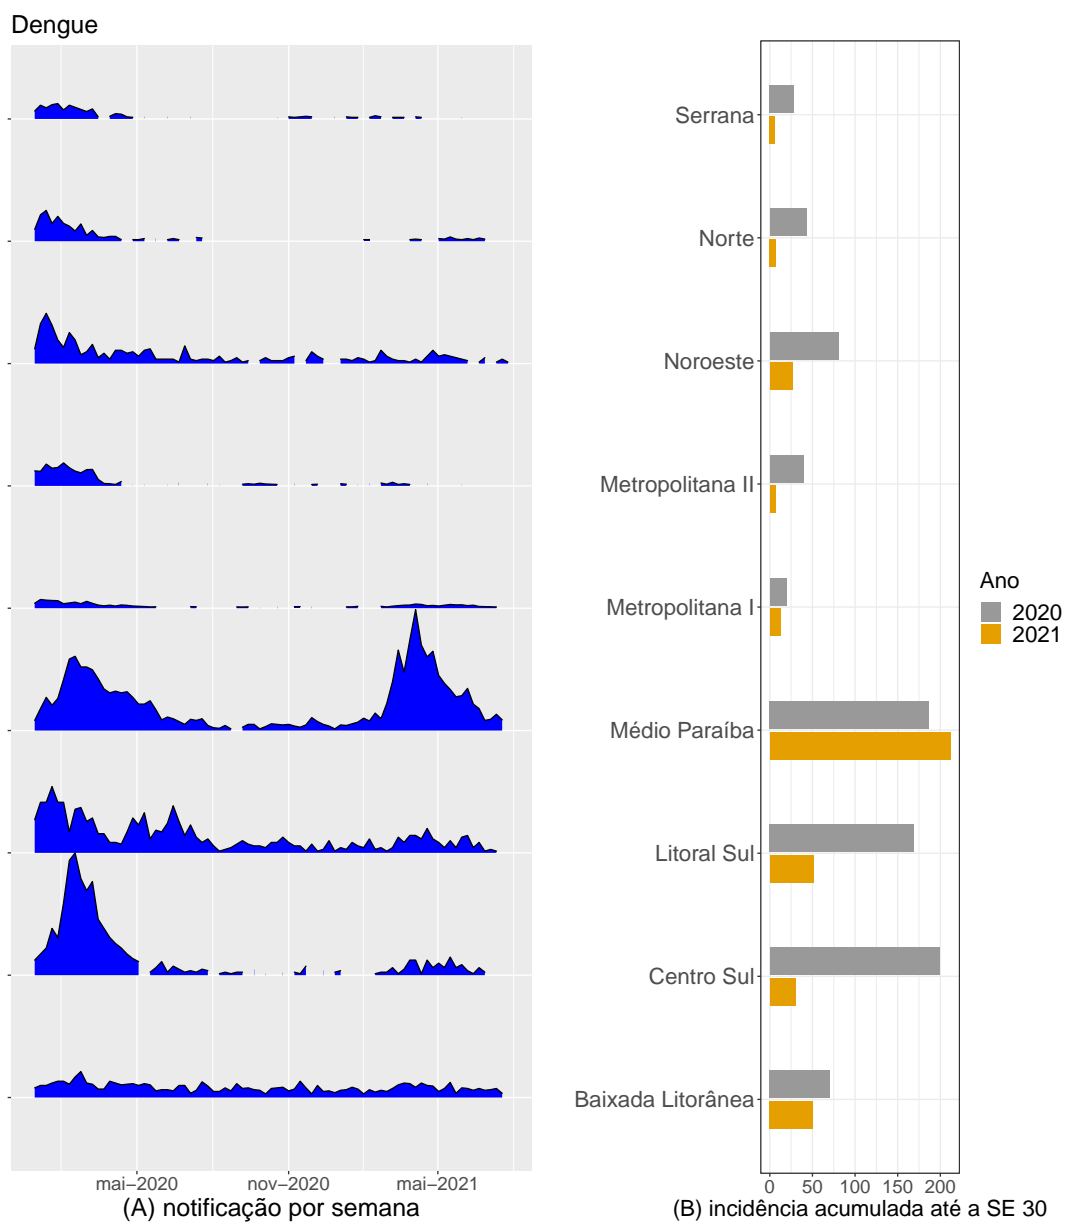 Dengue
Serrana
Norte
Noroeste
Metropolitana II
Metropolitana I
Médio Paraíba
Litoral Sul
Centro Sul
Baixada Litorânea
mai−2020 nov−2020 mai−2021
(A) notificação por semana
0 50 100 150 200
(B) incidência acumulada até a SE 30
Ano
2020
2021